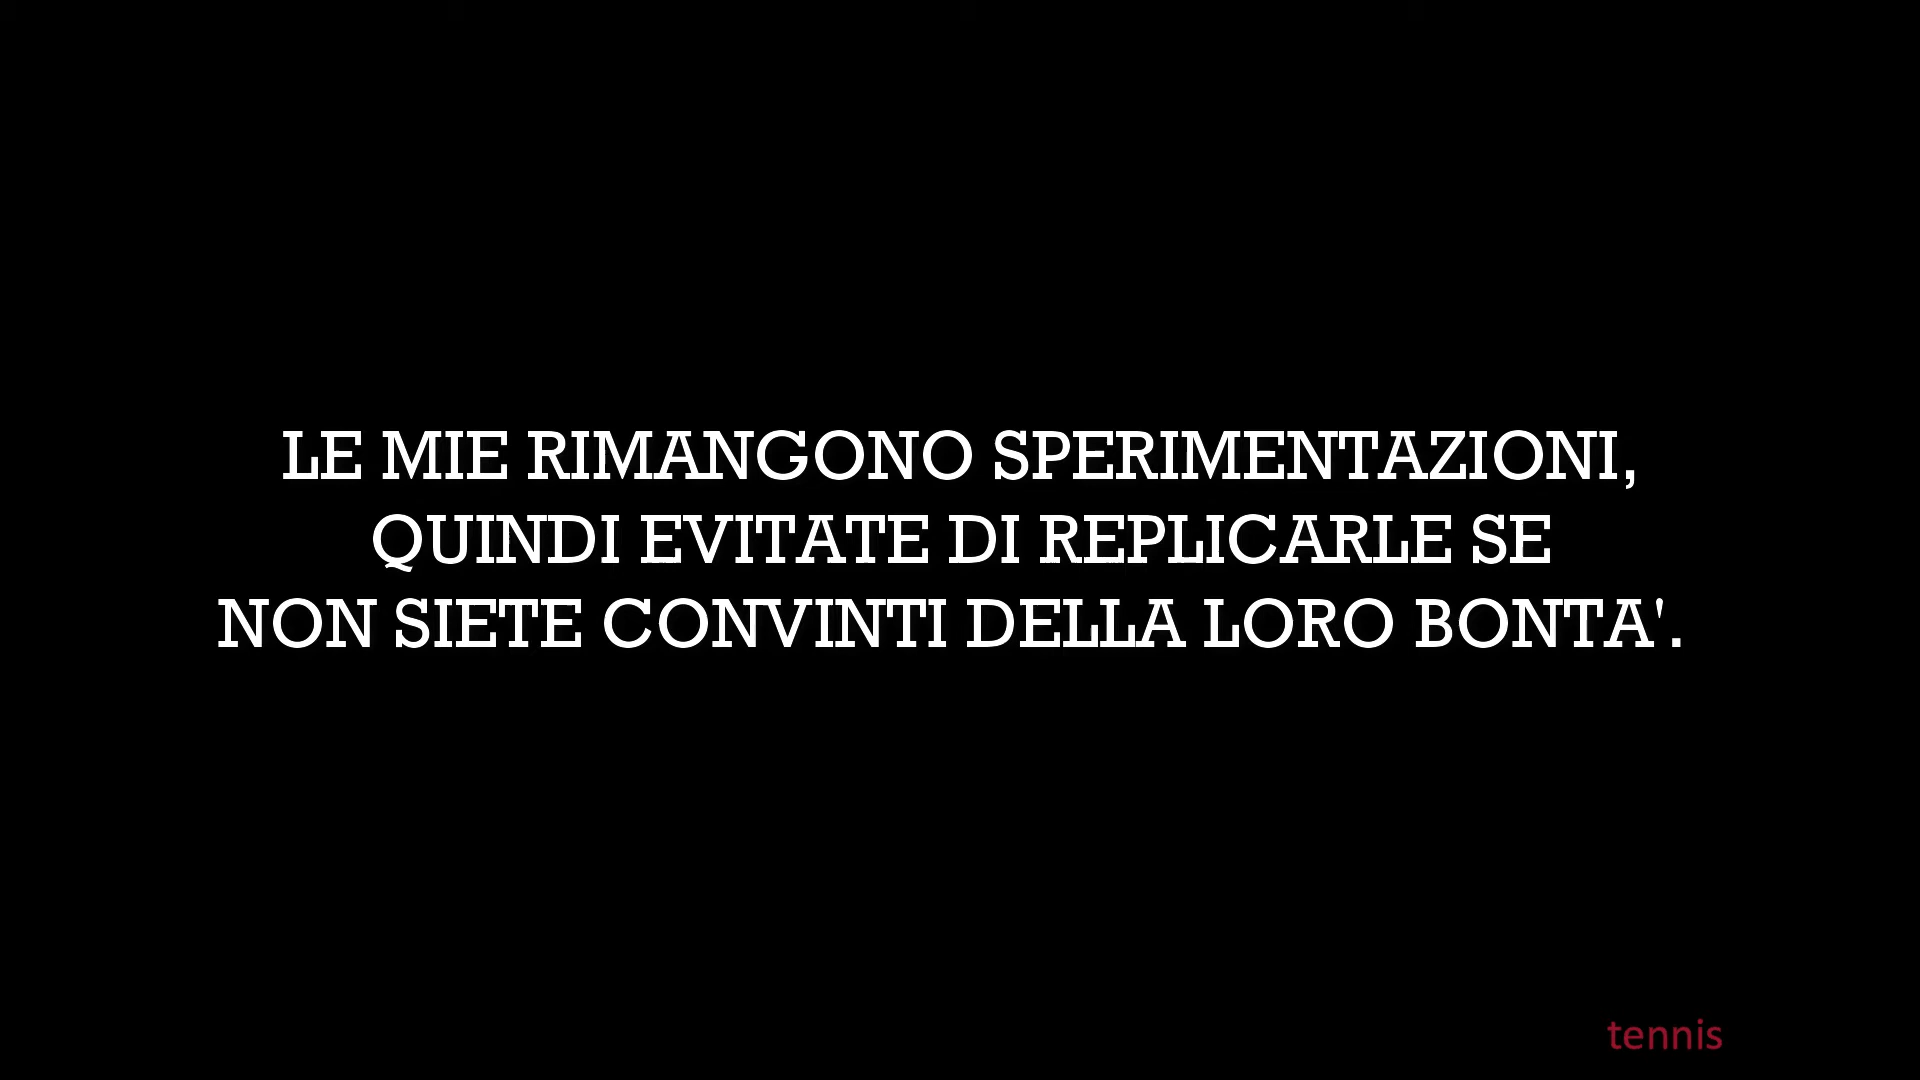 LE MIE RIMANGONO SPERIMENTAZIONI,
QUINDI EVITATE DI REPLICARLE SE
NON SIETE CONVINTI DELLA LORO BONTA'.
tennis